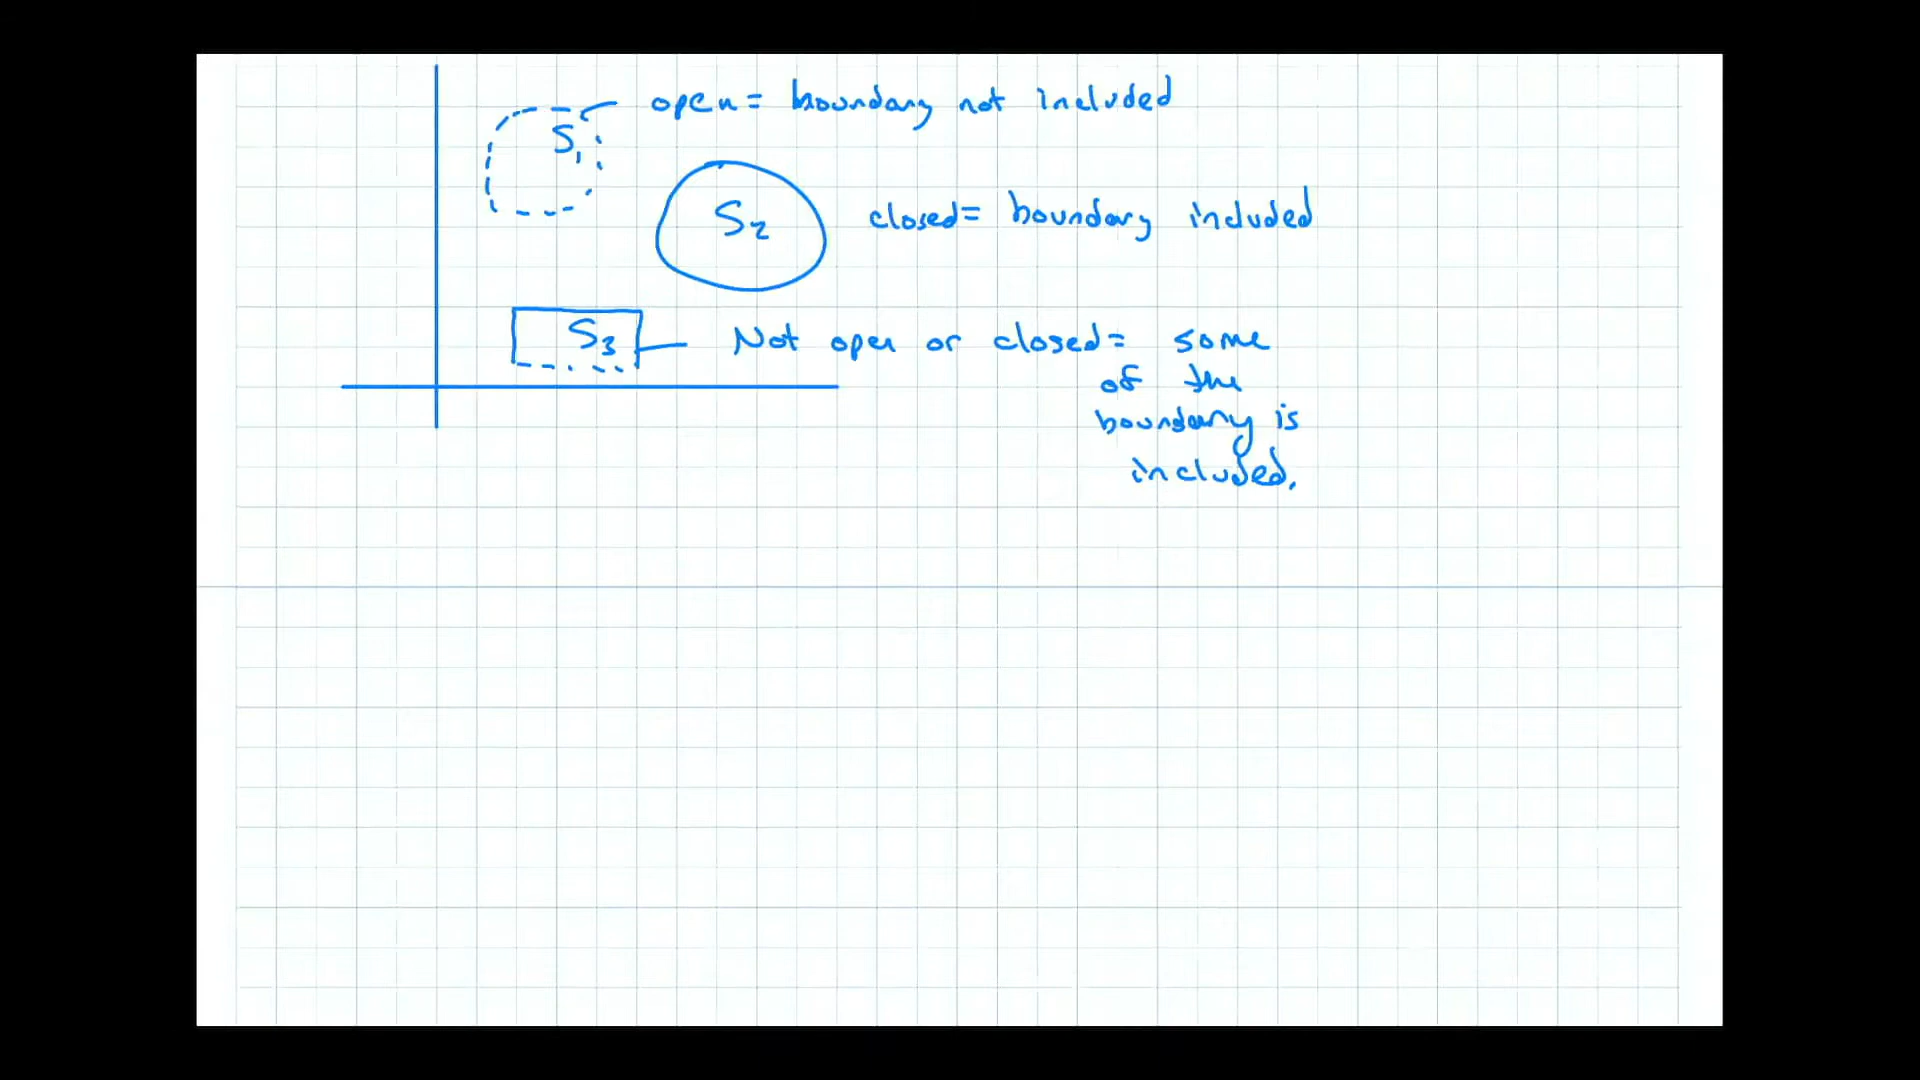 S₁ open = boundary not included
S₂ closed = boundary included
S₃ Not open or closed = some
of the
boundary is
included.